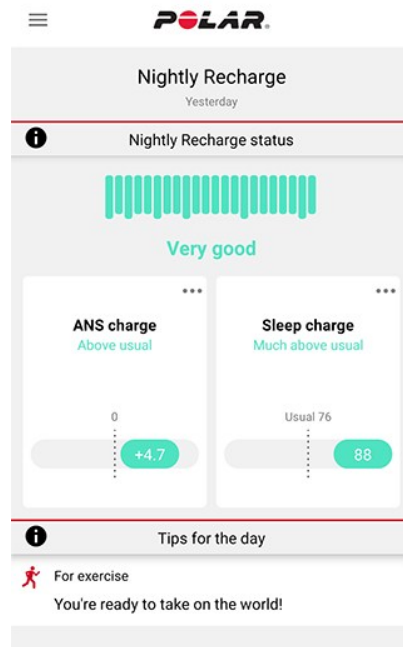 POLAR.
Nightly Recharge
Yesterday
Nightly Recharge status
Very good
ANS charge
Above usual
0
+4.7
Sleep charge
Much above usual
Usual 76
88
Tips for the day
For exercise
You're ready to take on the world!